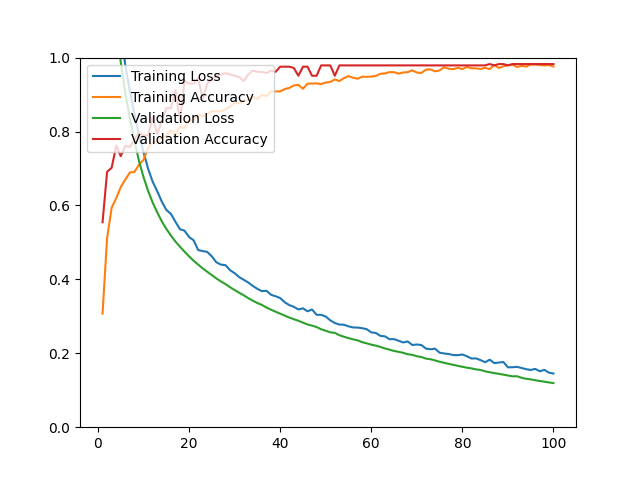 1.0
0.8
0.6
0.4
0.2
0.0
Training Loss
Training Accuracy
Validation Loss
Validation Accuracy
0 20 40 60 80 100